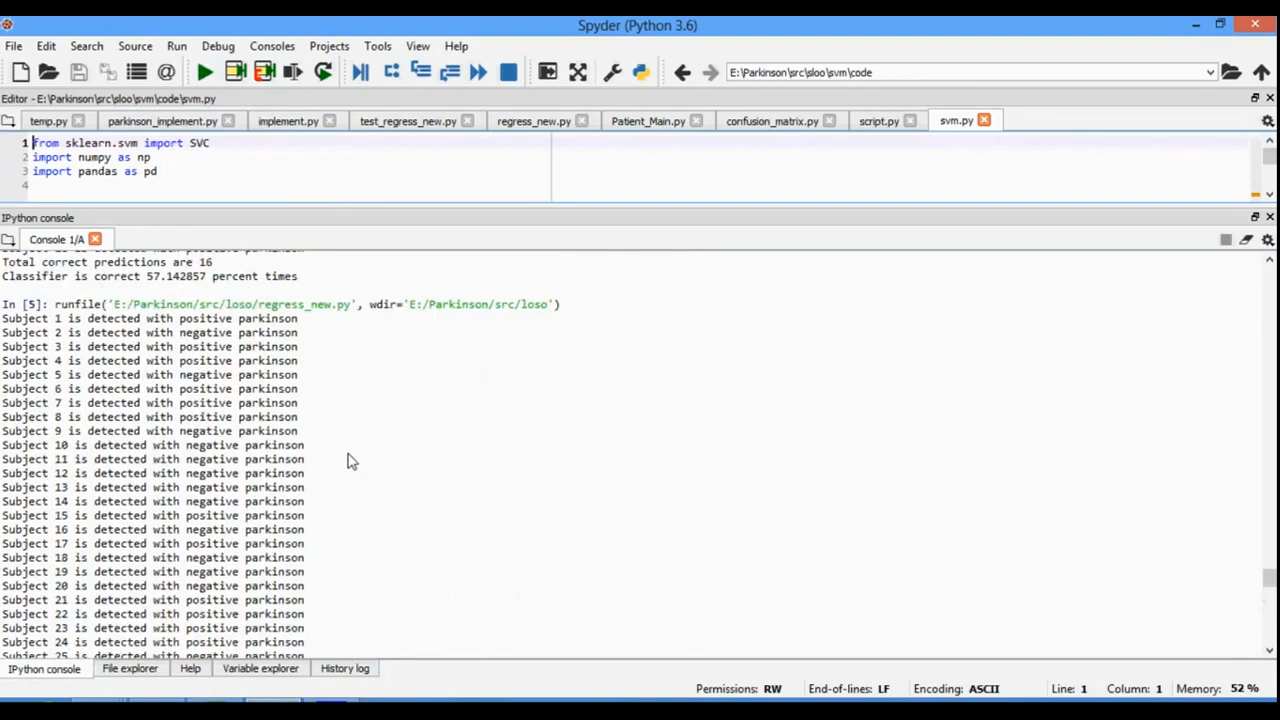 Spyder (Python 3.6)
File Edit Search Source Run Debug Consoles Projects Tools View Help
E:\Parkinson\src\sloo\svm\code
Editor - E:\Parkinson\src\sloo\svm\code\svm.py
temp.py parkinson_implement.py implement.py test_regress_new.py regress_new.py Patient_Main.py confusion_matrix.py script.py svm.py
1 from sklearn.svm import SVC
2 import numpy as np
3 import pandas as pd
4
IPython console
Console 1/A
with positive parkinson
Total correct predictions are 16
Classifier is correct 57.142857 percent times
In [5]: runfile('E:/Parkinson/src/loso/regress_new.py', wdir='E:/Parkinson/src/loso')
Subject 1 is detected with positive parkinson
Subject 2 is detected with negative parkinson
Subject 3 is detected with positive parkinson
Subject 4 is detected with positive parkinson
Subject 5 is detected with negative parkinson
Subject 6 is detected with positive parkinson
Subject 7 is detected with positive parkinson
Subject 8 is detected with positive parkinson
Subject 9 is detected with negative parkinson
Subject 10 is detected with negative parkinson
Subject 11 is detected with negative parkinson
Subject 12 is detected with negative parkinson
Subject 13 is detected with negative parkinson
Subject 14 is detected with negative parkinson
Subject 15 is detected with positive parkinson
Subject 16 is detected with negative parkinson
Subject 17 is detected with positive parkinson
Subject 18 is detected with negative parkinson
Subject 19 is detected with negative parkinson
Subject 20 is detected with negative parkinson
Subject 21 is detected with positive parkinson
Subject 22 is detected with positive parkinson
Subject 23 is detected with positive parkinson
Subject 24 is detected with positive parkinson
Subject 25 is detected with negative parkinson
IPython console File explorer Help Variable explorer History log
Permissions: RW End-of-lines: LF Encoding: ASCII Line: 1 Column: 1 Memory: 52 %